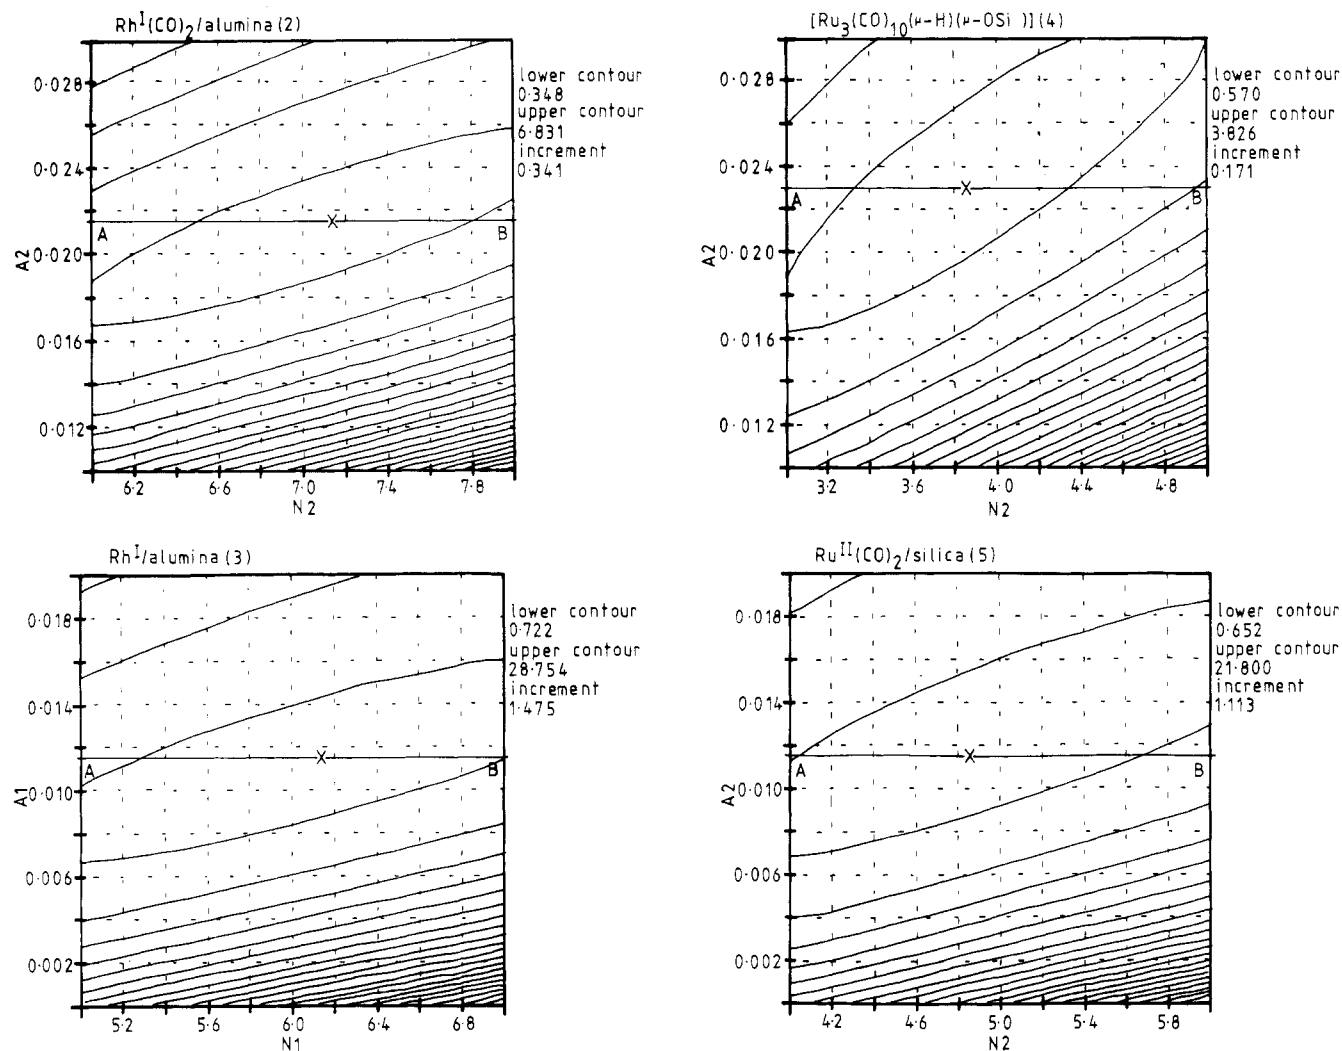 Rh^I(CO)₂/alumina (2)
0·028
0·024
0·020
0·016
0·012
A2
A
X
B
6·2
6·6
7·0
7·4
7·8
N2
lower contour
0·348
upper contour
6·831
increment
0·341
[Ru₃(CO)₁₀(μ-H)(μ-OSi )] (4)
0·028
0·024
0·020
0·016
0·012
A2
A
X
B
3·2
3·6
4·0
4·4
4·8
N2
lower contour
0·570
upper contour
3·826
increment
0·171
Rh^I/alumina (3)
0·018
0·014
0·010
0·006
0·002
A1
A
X
B
5·2
5·6
6·0
6·4
6·8
N1
lower contour
0·722
upper contour
28·754
increment
1·475
Ru^II(CO)₂/silica (5)
0·018
0·014
0·010
0·006
0·002
A2
A
X
B
4·2
4·6
5·0
5·4
5·8
N2
lower contour
0·652
upper contour
21·800
increment
1·113